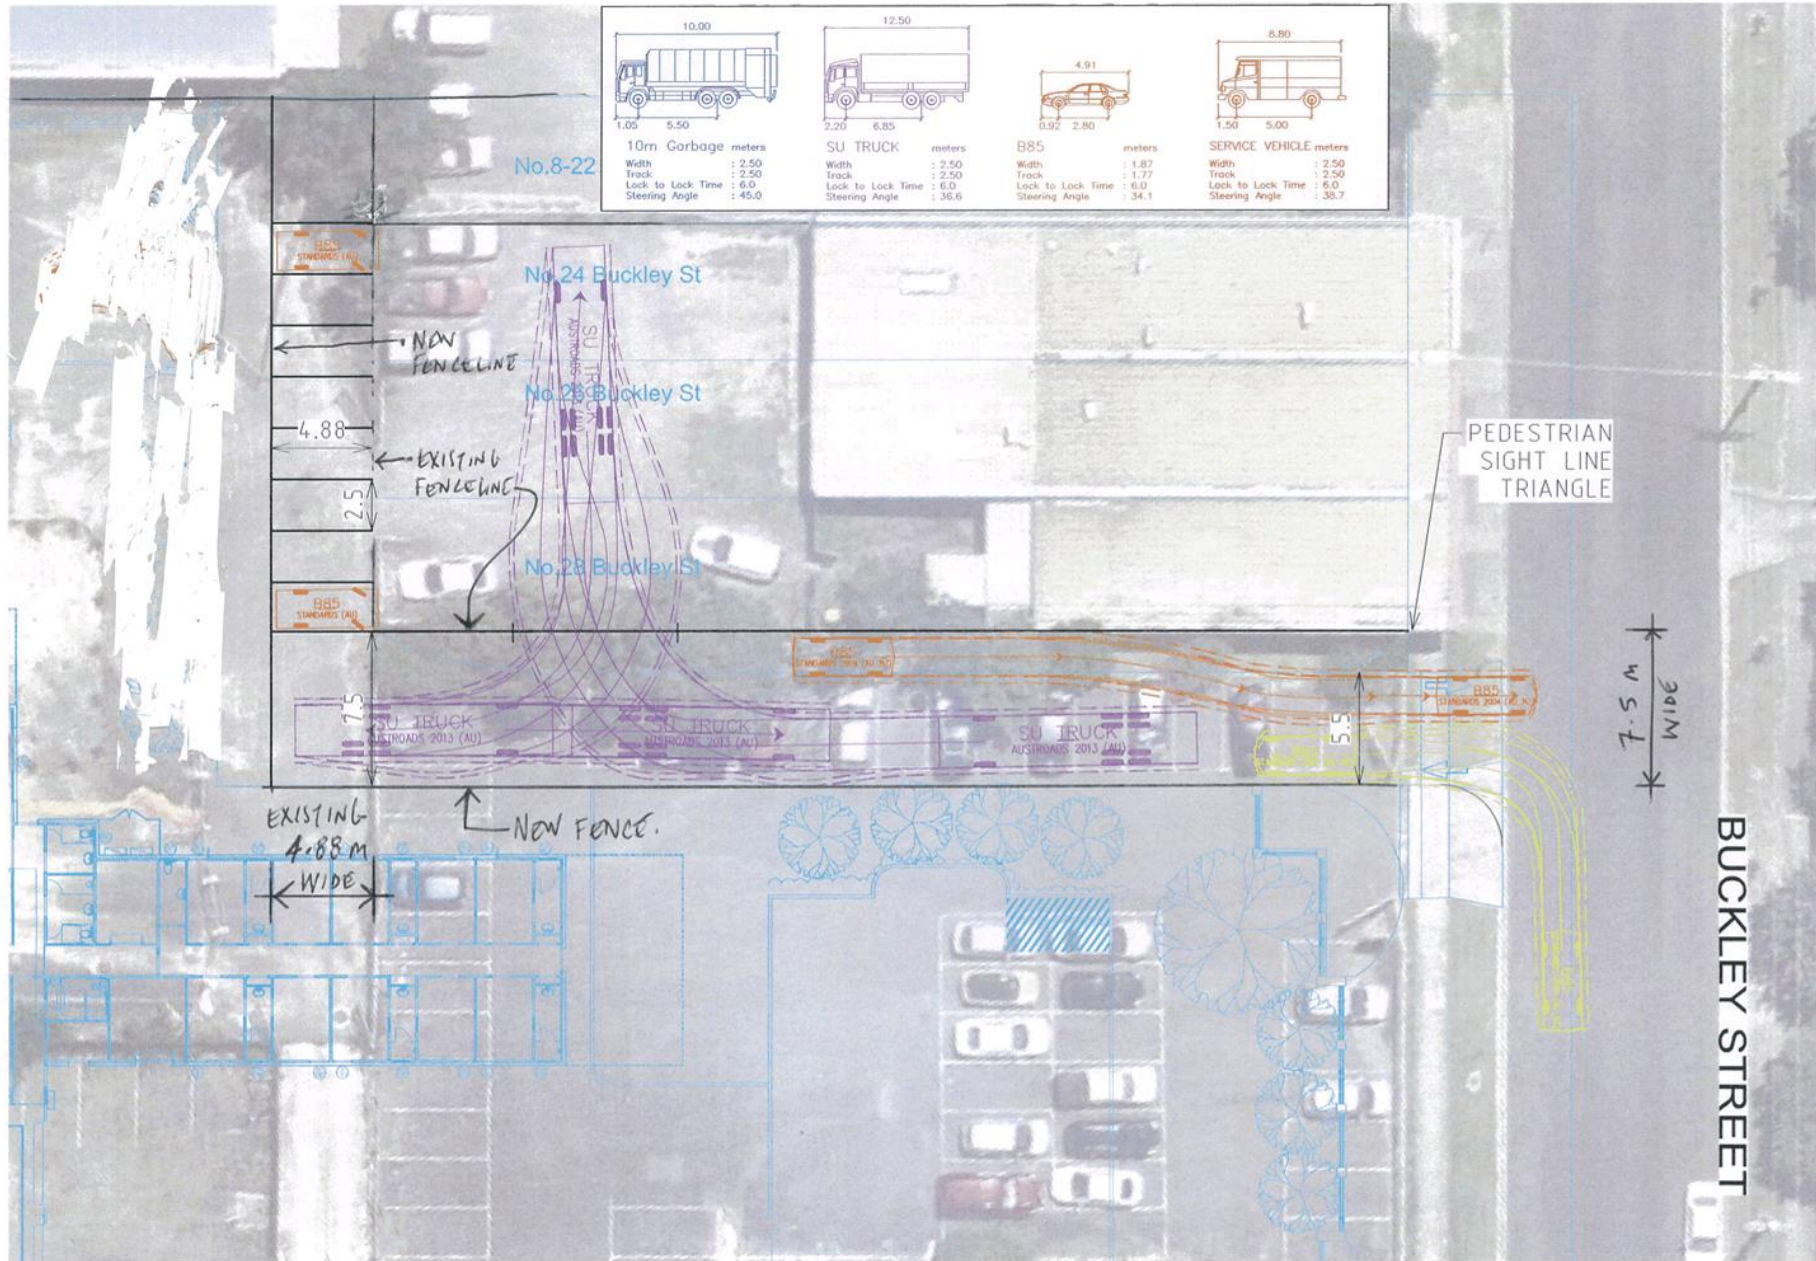 10.00
12.50
4.91
8.80
1.05 5.50
2.20 6.85
0.92 2.80
1.50 5.00
10m Garbage meters
Width : 2.50
Track : 2.50
Lock to Lock Time : 6.0
Steering Angle : 45.0
SU TRUCK meters
Width : 2.50
Track : 2.50
Lock to Lock Time : 6.0
Steering Angle : 36.6
B85 meters
Width : 1.87
Track : 1.77
Lock to Lock Time : 6.0
Steering Angle : 34.1
SERVICE VEHICLE meters
Width : 2.50
Track : 2.50
Lock to Lock Time : 6.0
Steering Angle : 38.7
No.8-22
B85
STANDARDS (AU)
No.24 Buckley St
SU TRUCK
NEW
FENCELINE
No.26 Buckley St
4.88
EXISTING
FENCELINE
2.5
No.28 Buckley St
B85
STANDARDS (AU)
PEDESTRIAN
SIGHT LINE
TRIANGLE
B85
7.5
SU TRUCK
AUSTROADS 2013 (AU)
SU TRUCK
AUSTROADS 2013 (AU)
SU TRUCK
AUSTROADS 2013 (AU)
5.5
B85
7.5 m
WIDE
EXISTING
4.88 m
WIDE
NEW FENCE.
BUCKLEY STREET